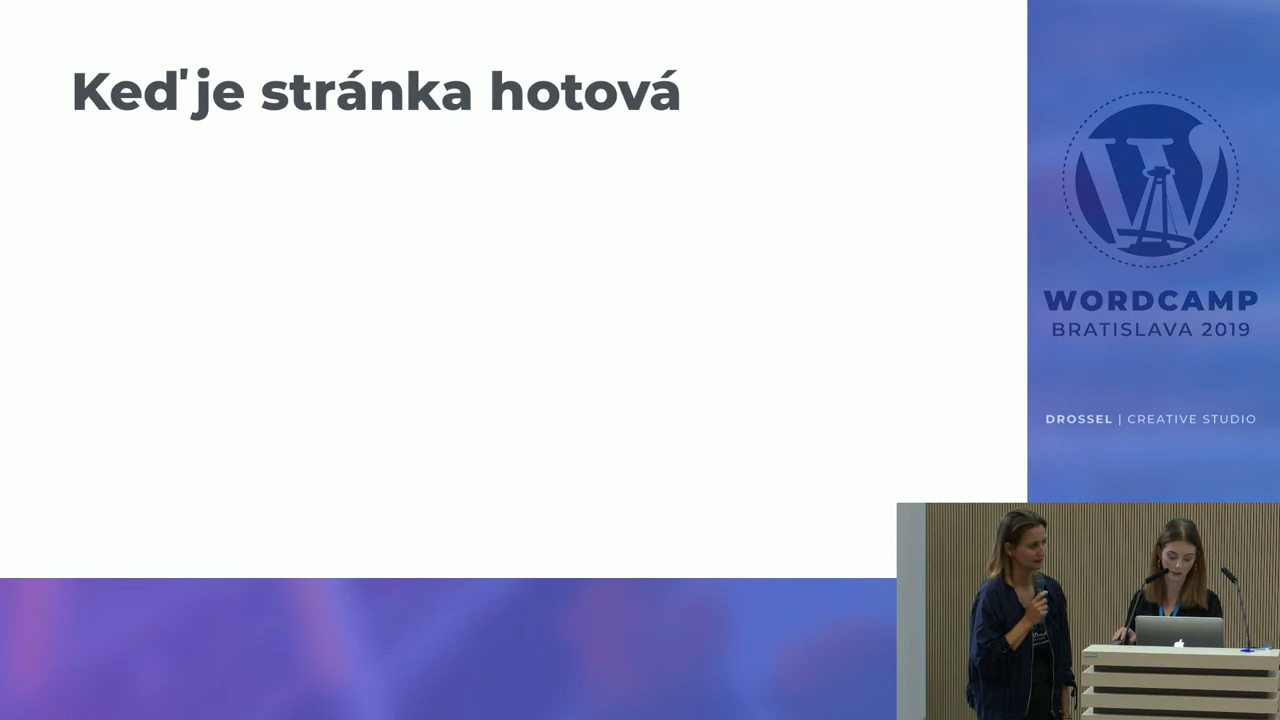 Keď je stránka hotová
WORDCAMP
BRATISLAVA 2019
DROSSEL | CREATIVE STUDIO